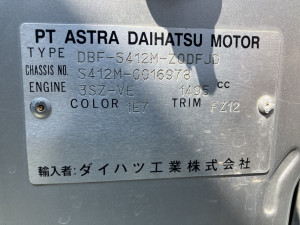 PT ASTRA DAIHATSU MOTOR
TYPE DBF-S412M-ZQDFJD
CHASSIS NO. S412M-0016978
ENGINE 3SZ-VE 1495 CC
COLOR 1E7 TRIM FZ12
輸入者: ダイハツ工業株式会社